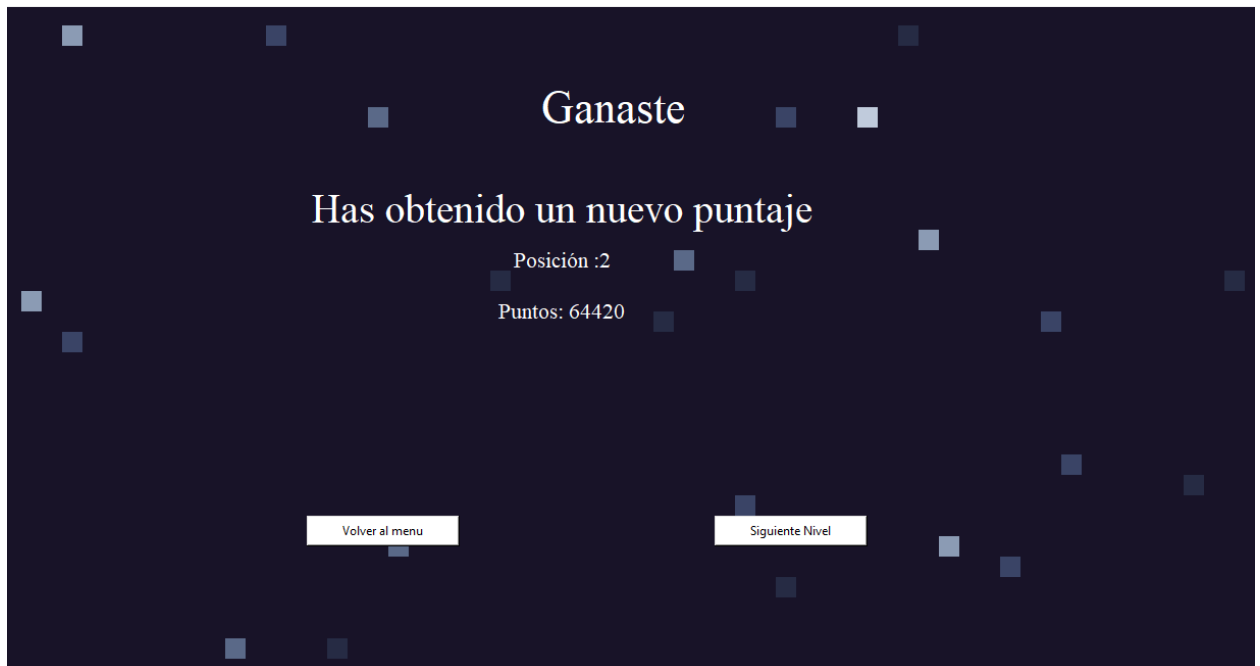 Ganaste
Has obtenido un nuevo puntaje
Posición :2
Puntos: 64420
Volver al menu
Siguiente Nivel